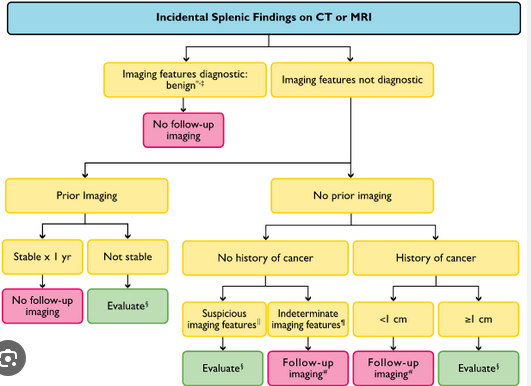 Incidental Splenic Findings on CT or MRI
Imaging features diagnostic:
benign*,‡
Imaging features not diagnostic
No follow-up
imaging
Prior Imaging
No prior imaging
Stable x 1 yr
Not stable
No history of cancer
History of cancer
No follow-up
imaging
Evaluate§
Suspicious
imaging features||
Indeterminate
imaging features¶
<1 cm
≥1 cm
Evaluate§
Follow-up
imaging#
Follow-up
imaging#
Evaluate§